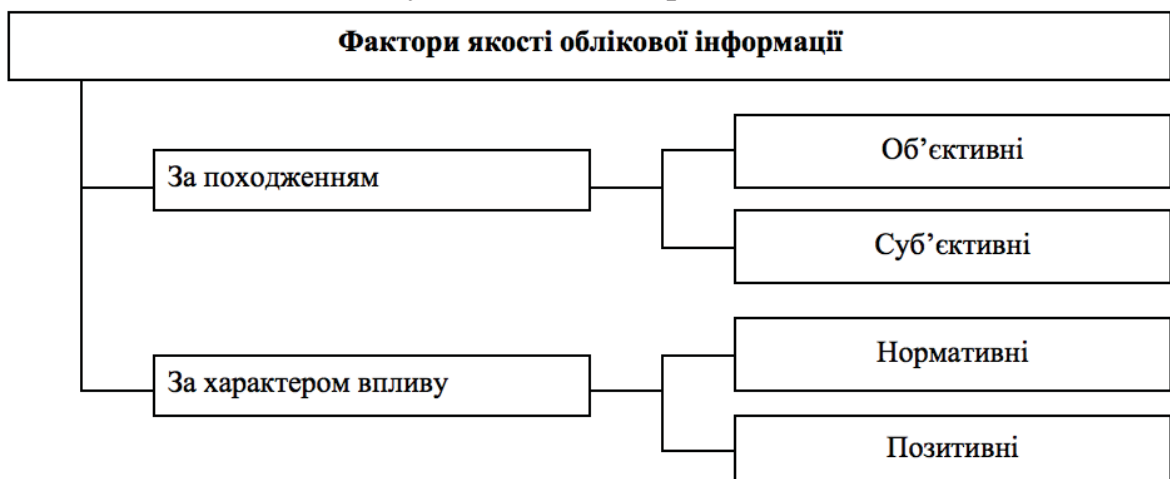 Фактори якості облікової інформації
Об’єктивні
За походженням
Суб’єктивні
Нормативні
За характером впливу
Позитивні